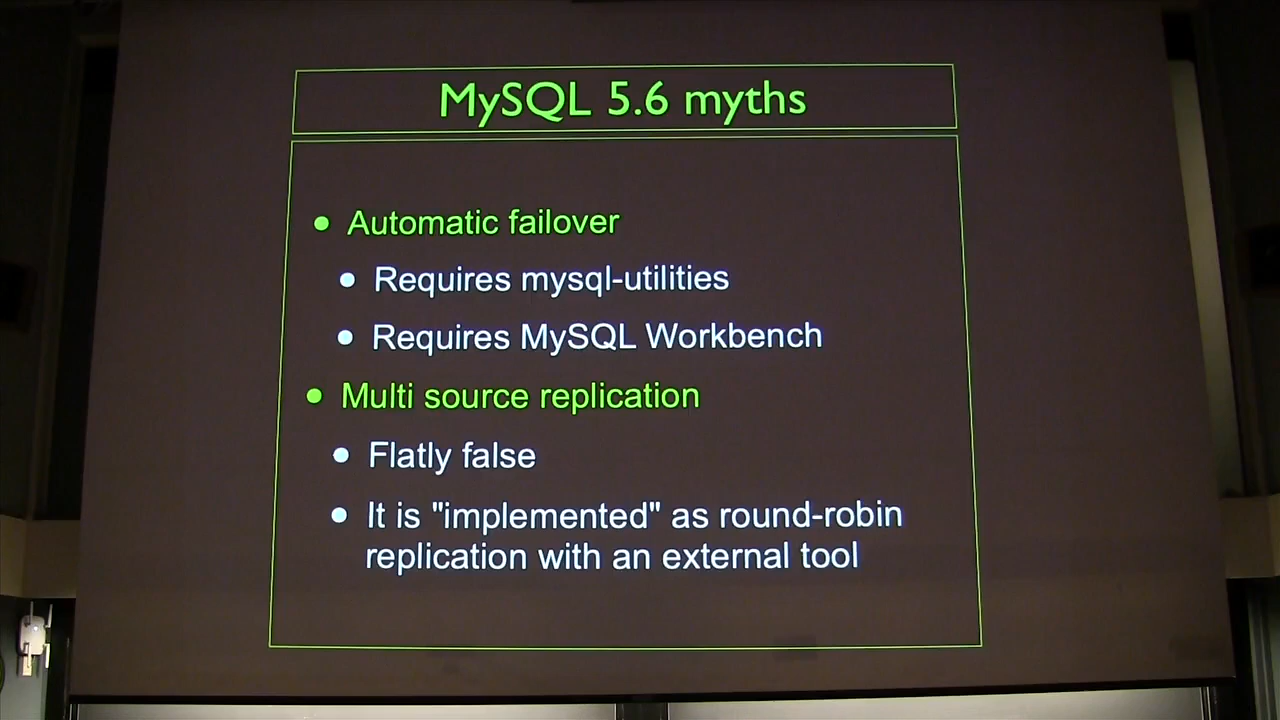 MySQL 5.6 myths
• Automatic failover
• Requires mysql-utilities
• Requires MySQL Workbench
• Multi source replication
• Flatly false
• It is "implemented" as round-robin
replication with an external tool